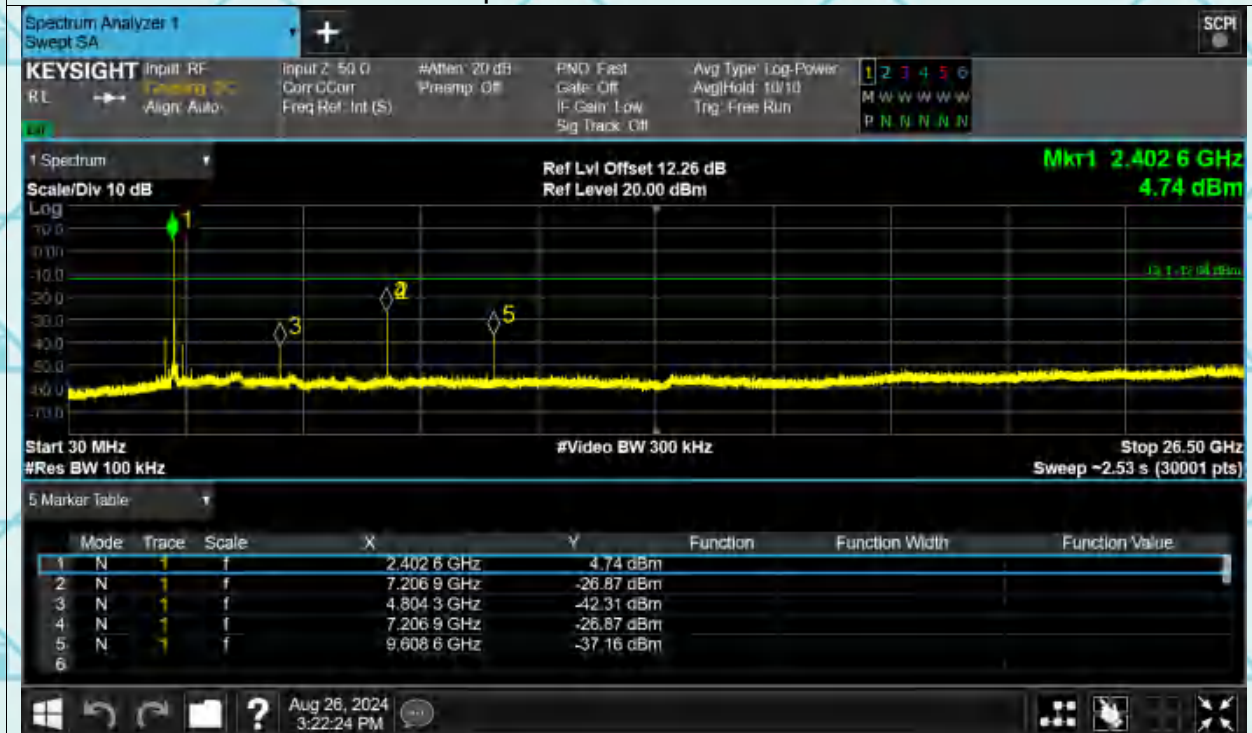 Spectrum Analyzer 1
Swept SA
+
SCPI
KEYSIGHT Input: RF Input Z: 50 Ω #Atten: 20 dB PNO: Fast Avg Type: Log-Power 1 2 3 4 5 6
RL Coupling: DC Corr CCorr Preamp: Off Gate: Off Avg|Hold: 10/10 M W W W W W
Align: Auto Freq Ref: Int (S) IF Gain: Low Trig: Free Run P N N N N N
Sig Track: Off
1 Spectrum Ref Lvl Offset 12.26 dB Mkr1 2.402 6 GHz
Scale/Div 10 dB Ref Level 20.00 dBm 4.74 dBm
Log
10.0
1
0.00
-10.0
-20.0
-30.0
5
3
-40.0
-50.0
-60.0
-70.0
Start 30 MHz #Video BW 300 kHz Stop 26.50 GHz
#Res BW 100 kHz Sweep ~2.53 s (30001 pts)
5 Marker Table
Mode Trace Scale X Y Function Function Width Function Value
1 N 1 f 2.402 6 GHz 4.74 dBm
2 N 1 f 7.206 9 GHz -26.87 dBm
3 N 1 f 4.804 3 GHz -42.31 dBm
4 N 1 f 7.206 9 GHz -26.87 dBm
5 N 1 f 9.608 6 GHz -37.16 dBm
6
? Aug 26, 2024
3:22:24 PM